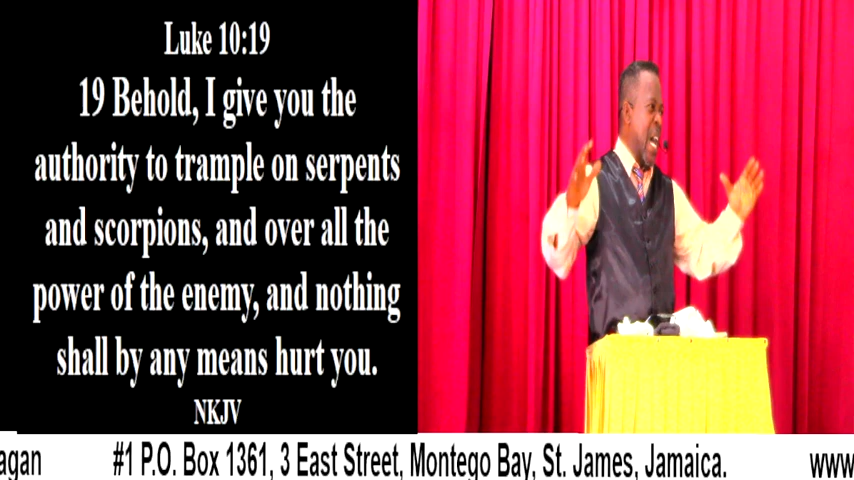 Luke 10:19
19 Behold, I give you the
authority to trample on serpents
and scorpions, and over all the
power of the enemy, and nothing
shall by any means hurt you.
NKJV
agan #1 P.O. Box 1361, 3 East Street, Montego Bay, St. James, Jamaica. www